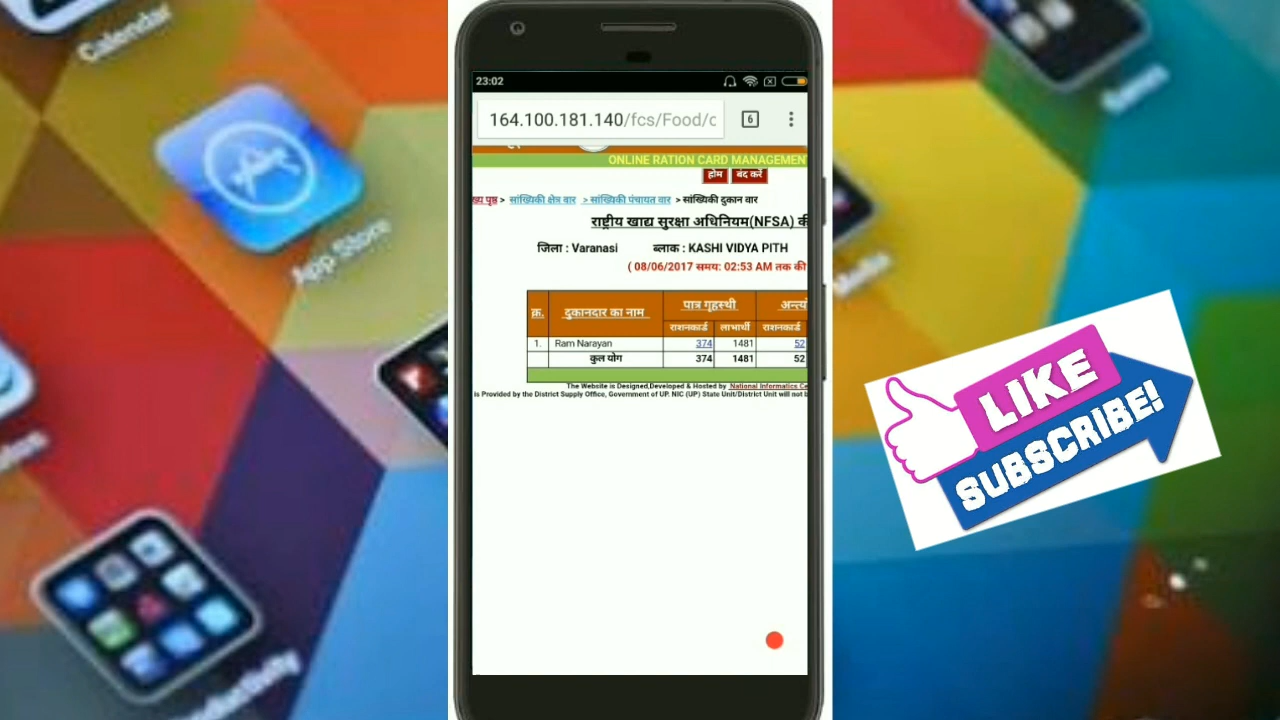 Calendar
App Store
23:02
164.100.181.140/fcs/Food/c
6
ONLINE RATION CARD MANAGEMEN
होम बंद करें
ख्य पृष्ठ > सांख्यिकी क्षेत्र वार > सांख्यिकी पंचायत वार > सांख्यिकी दुकान वार
राष्ट्रीय खाद्य सुरक्षा अधिनियम(NFSA) की
जिला : Varanasi ब्लाक : KASHI VIDYA PITH
( 08/06/2017 समय: 02:53 AM तक की
क्र. दुकानदार का नाम पात्र गृहस्थी अन्त्यो
राशनकार्ड लाभार्थी राशनकार्ड
1. Ram Narayan 374 1481 52
कुल योग 374 1481 52
The Website is Designed,Developed & Hosted by National Informatics Ce
is Provided by the District Supply Office, Government of UP. NIC (UP) State Unit/District Unit will not b
LIKE
SUBSCRIBE!